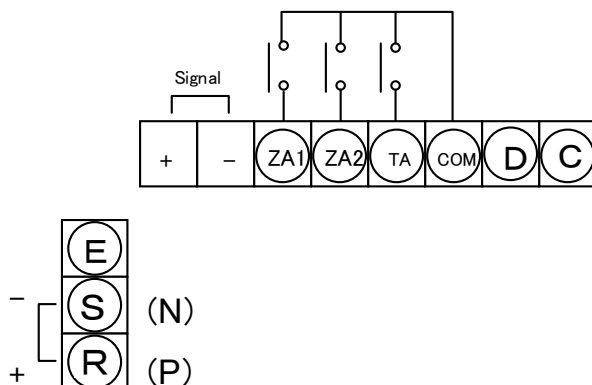 Signal
+ − ZA1 ZA2 TA COM D C
E
− S (N)
+ R (P)